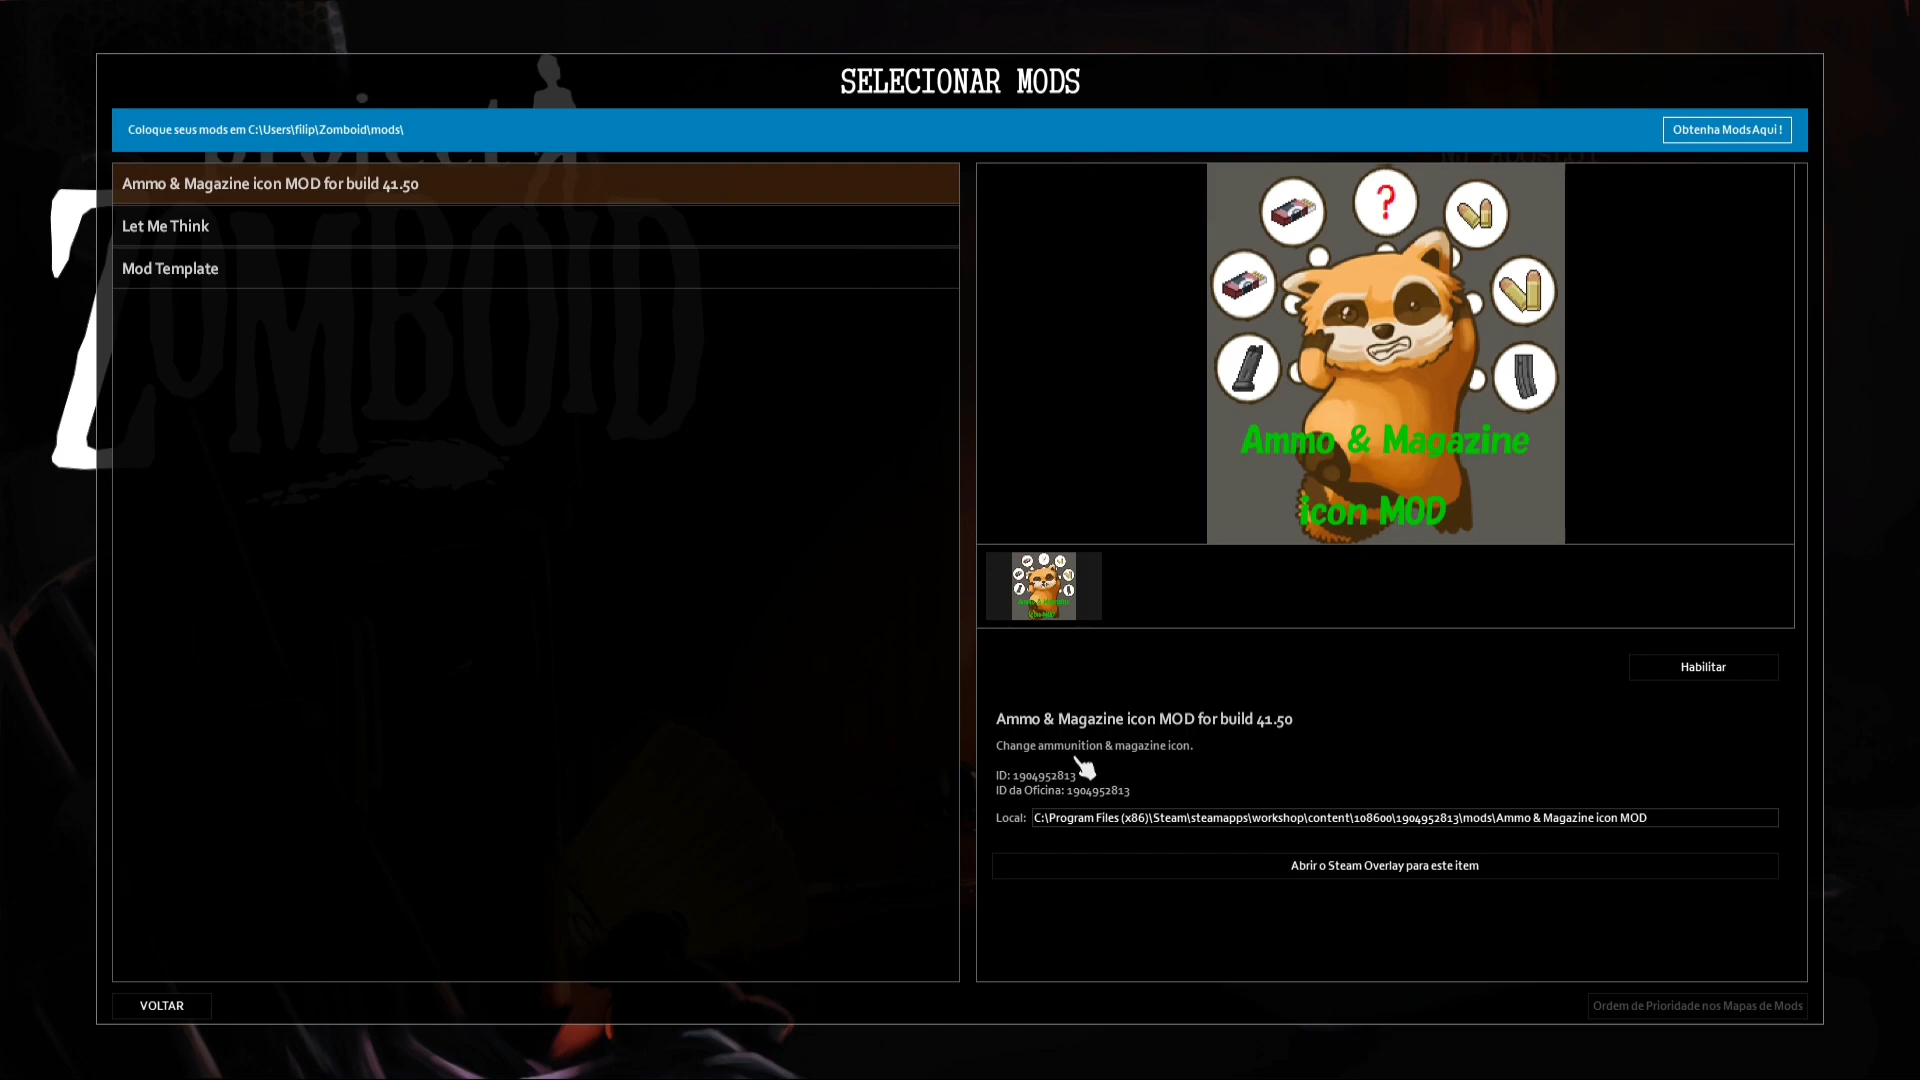 SELECIONAR MODS
Coloque seus mods em C:\Users\filip\Zomboid\mods\
Obtenha Mods Aqui !
project
ZOMBOID
Ammo & Magazine icon MOD for build 41.50
Let Me Think
Mod Template
?
Ammo & Magazine
icon MOD
Habilitar
Ammo & Magazine icon MOD for build 41.50
Change ammunition & magazine icon.
ID: 1904952813
ID da Oficina: 1904952813
Local: C:\Program Files (x86)\Steam\steamapps\workshop\content\108600\1904952813\mods\Ammo & Magazine icon MOD
Abrir o Steam Overlay para este item
VOLTAR
Ordem de Prioridade nos Mapas de Mods